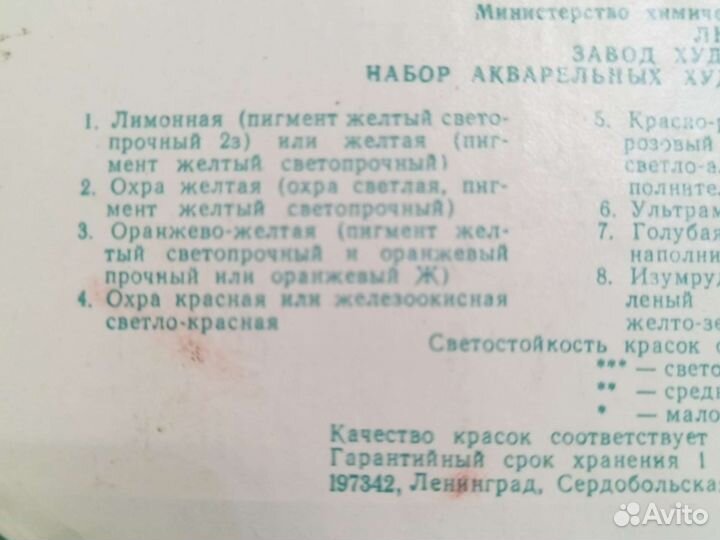 Министерство химиче
ЛЕ
ЗАВОД ХУД
НАБОР АКВАРЕЛЬНЫХ ХУД
1. Лимонная (пигмент желтый свето-
прочный 2з) или желтая (пиг-
мент желтый светопрочный)
2. Охра желтая (охра светлая, пиг-
мент желтый светопрочный)
3. Оранжево-желтая (пигмент жел-
тый светопрочный и оранжевый
прочный или оранжевый Ж)
4. Охра красная или железоокисная
светло-красная
5. Красно-р
розовый
светло-ал
полнител
6. Ультрам
7. Голубая
наполни
8. Изумруд
леный
желто-зе
Светостойкость красок о
*** — свето
** — средн
* — мало
Качество красок соответствует
Гарантийный срок хранения 1
197342, Ленинград, Сердобольская
Avito